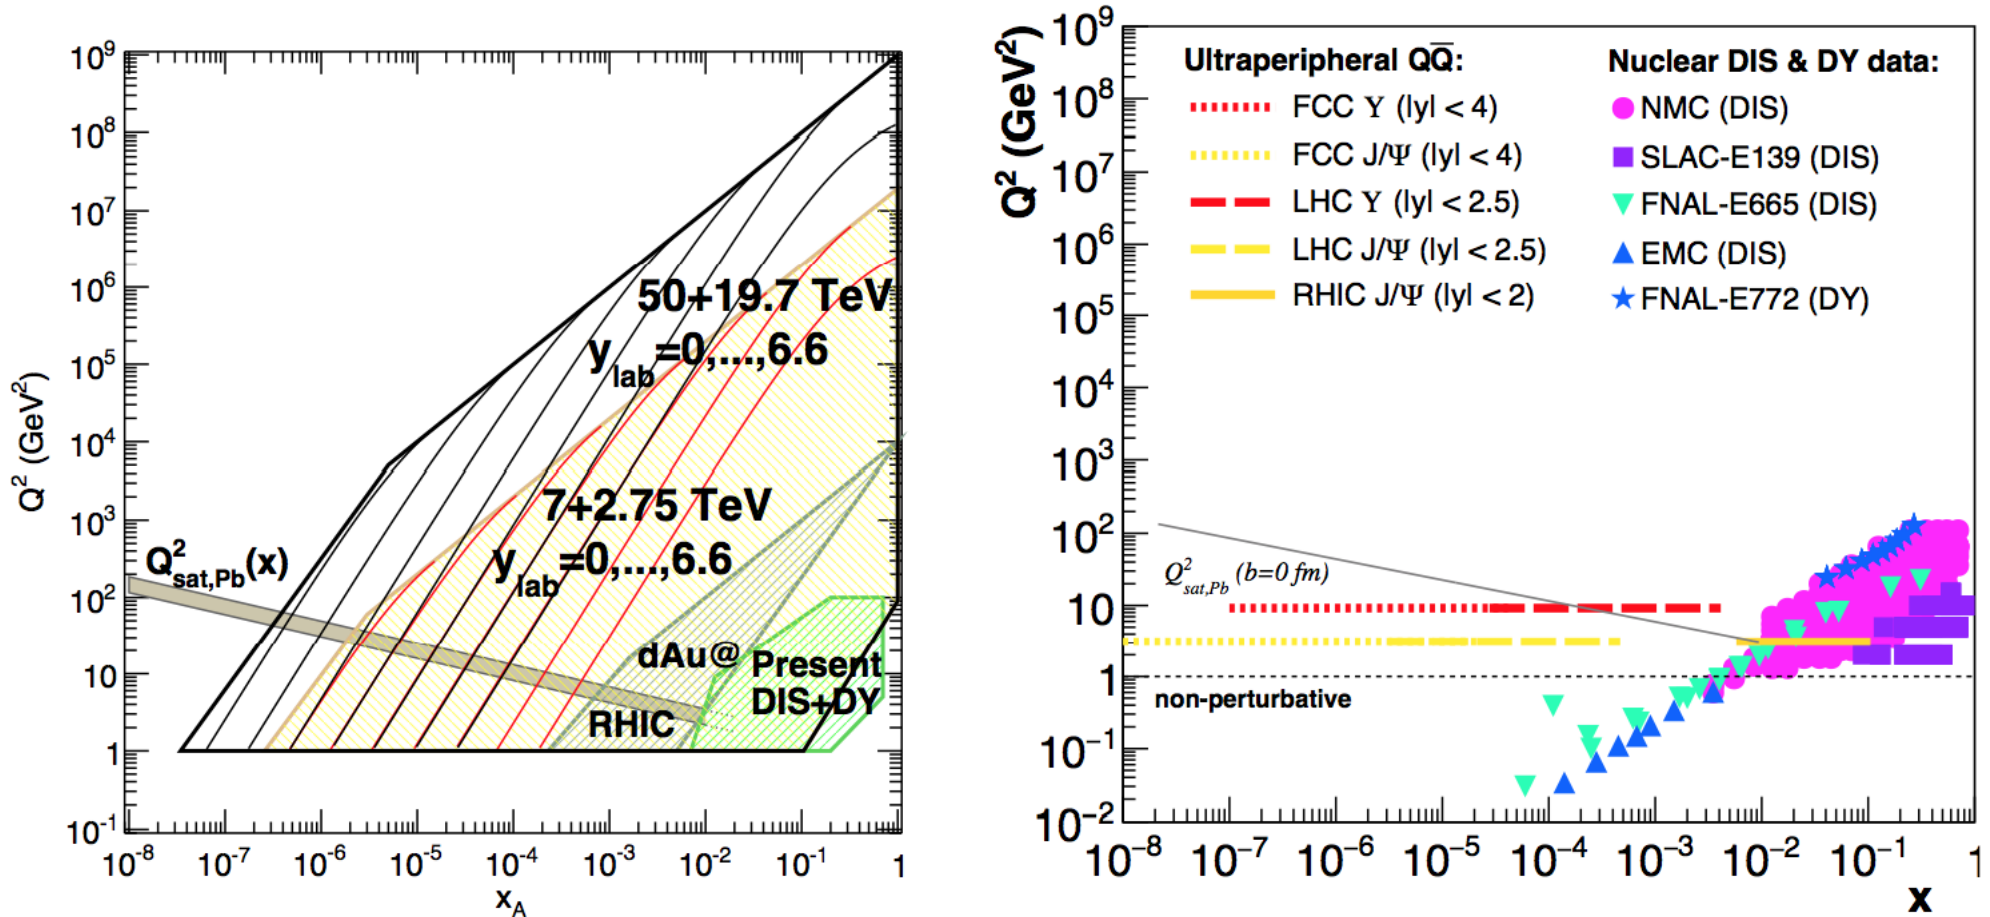 10^9
10^8
10^7
10^6
10^5
10^4
10^3
10^2
10
1
10^-1
Q^2 (GeV^2)
50+19.7 TeV
y_lab=0,...,6.6
7+2.75 TeV
y_lab=0,...,6.6
Q^2_sat,Pb(x)
dAu@
RHIC
Present
DIS+DY
10^-8 10^-7 10^-6 10^-5 10^-4 10^-3 10^-2 10^-1 1
x_A
Q^2 (GeV^2)
10^9
10^8
10^7
10^6
10^5
10^4
10^3
10^2
10
1
10^-1
10^-2
Ultraperipheral QQ̅:
FCC Υ (|y| < 4)
FCC J/Ψ (|y| < 4)
LHC Υ (|y| < 2.5)
LHC J/Ψ (|y| < 2.5)
RHIC J/Ψ (|y| < 2)
Nuclear DIS & DY data:
NMC (DIS)
SLAC-E139 (DIS)
FNAL-E665 (DIS)
EMC (DIS)
FNAL-E772 (DY)
Q^2_sat,Pb (b=0 fm)
non-perturbative
10^-8 10^-7 10^-6 10^-5 10^-4 10^-3 10^-2 10^-1 1
x